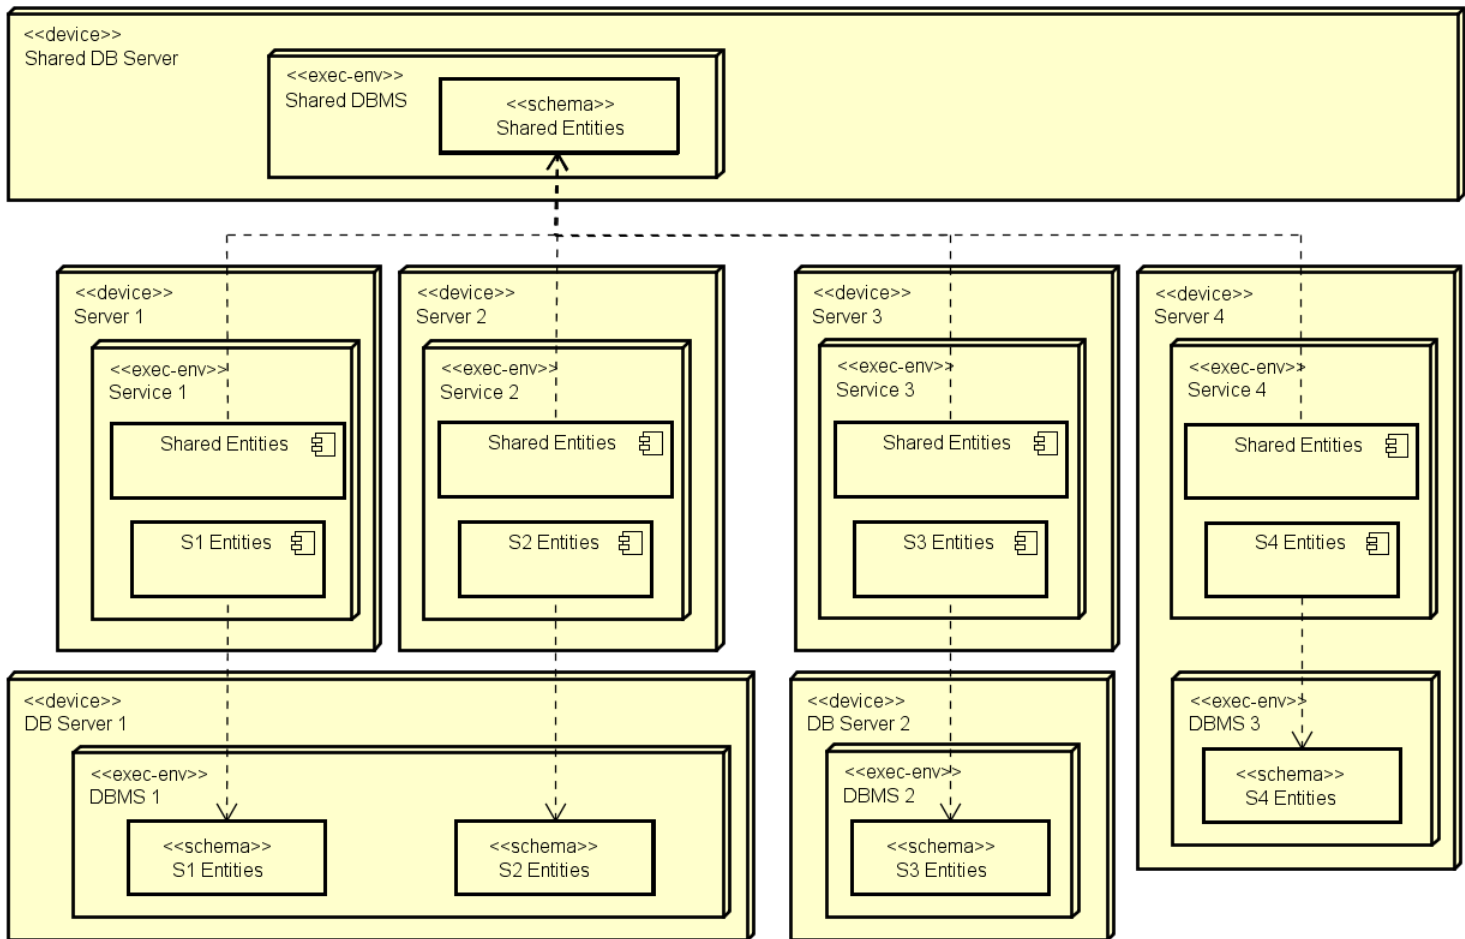 <<device>>
Shared DB Server
<<exec-env>>
Shared DBMS
<<schema>>
Shared Entities
<<device>>
Server 1
<<exec-env>>
Service 1
Shared Entities
S1 Entities
<<device>>
Server 2
<<exec-env>>
Service 2
Shared Entities
S2 Entities
<<device>>
Server 3
<<exec-env>>
Service 3
Shared Entities
S3 Entities
<<device>>
Server 4
<<exec-env>>
Service 4
Shared Entities
S4 Entities
<<exec-env>>
DBMS 3
<<schema>>
S4 Entities
<<device>>
DB Server 1
<<exec-env>>
DBMS 1
<<schema>>
S1 Entities
<<schema>>
S2 Entities
<<device>>
DB Server 2
<<exec-env>>
DBMS 2
<<schema>>
S3 Entities